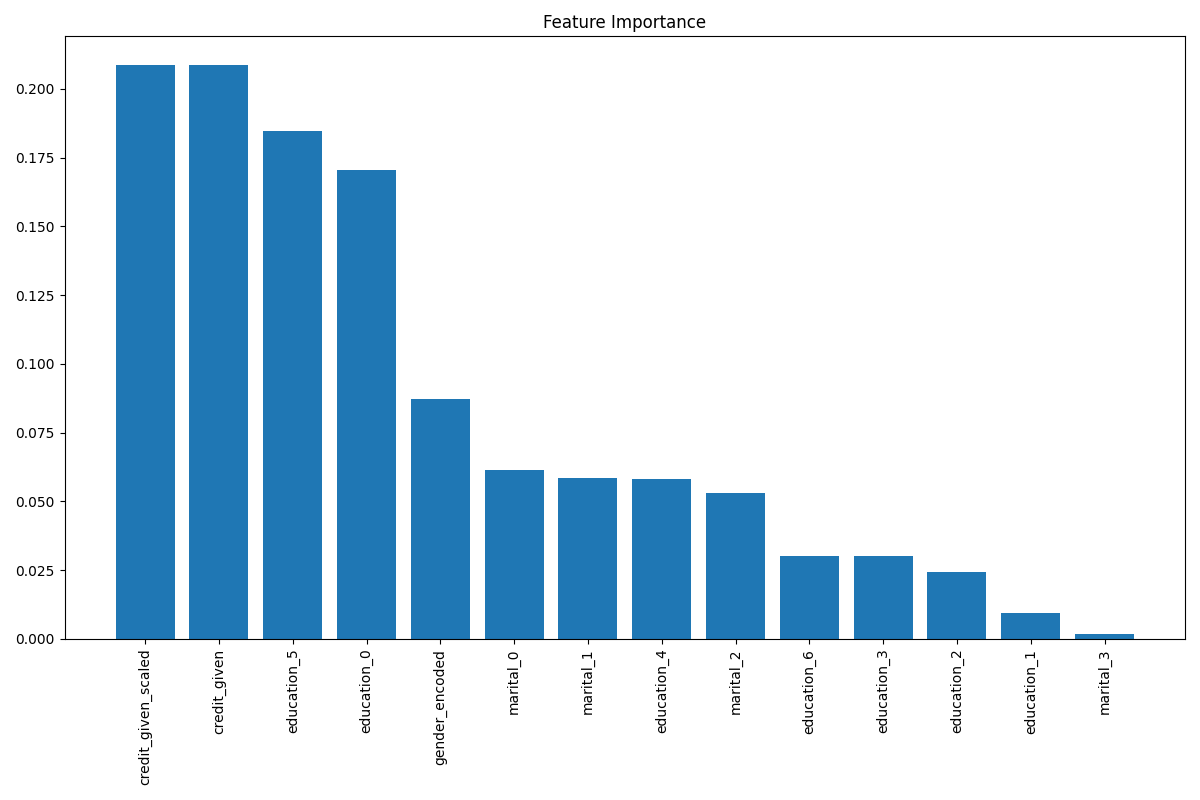 Feature Importance
0.200
0.175
0.150
0.125
0.100
0.075
0.050
0.025
0.000
credit_given_scaled
credit_given
education_5
education_0
gender_encoded
marital_0
marital_1
education_4
marital_2
education_6
education_3
education_2
education_1
marital_3